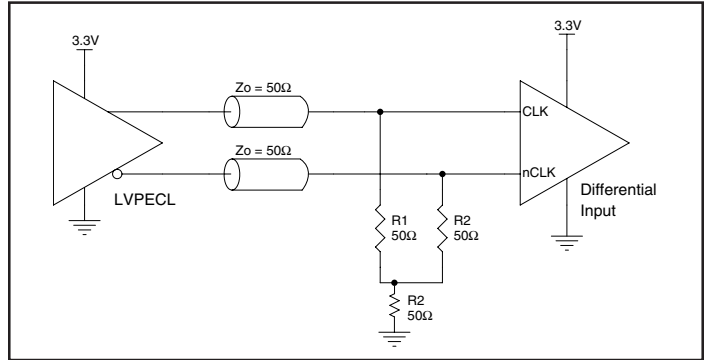 3.3V
3.3V
Zo = 50Ω
CLK
Zo = 50Ω
nCLK
LVPECL
Differential
Input
R1
50Ω
R2
50Ω
R2
50Ω